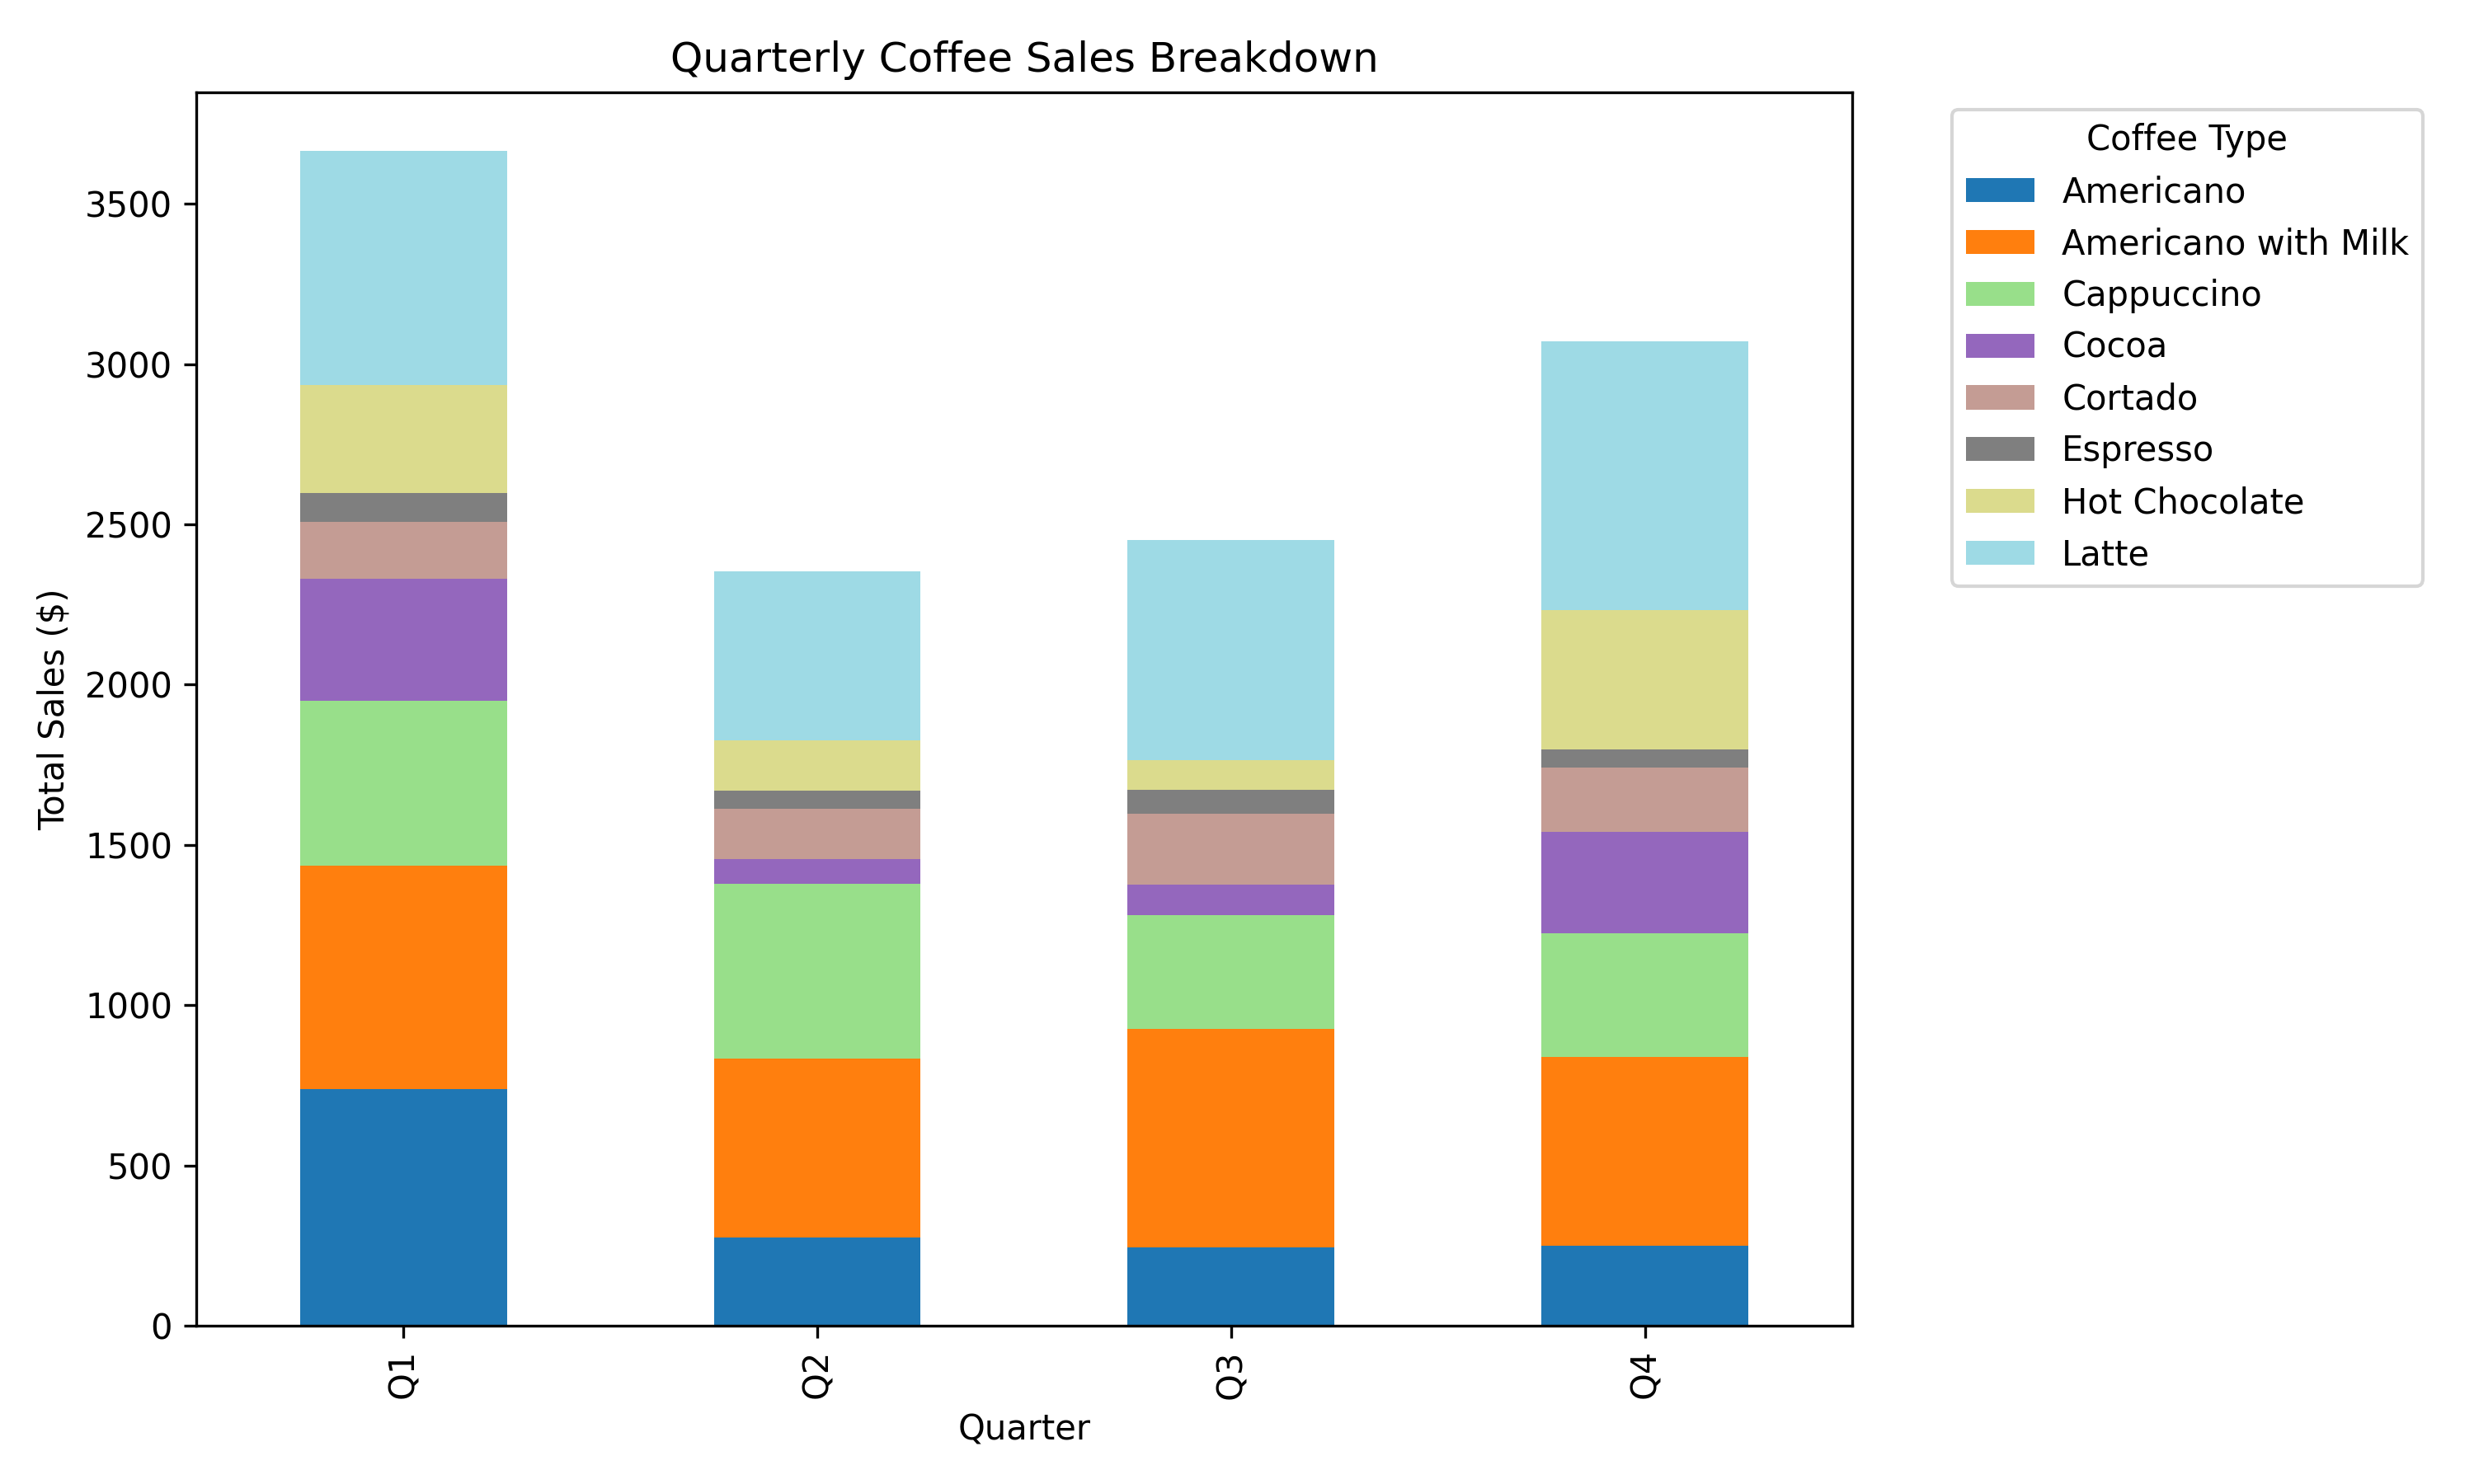 Quarterly Coffee Sales Breakdown
Total Sales ($)
3500
3000
2500
2000
1500
1000
500
0
Q1
Q2
Q3
Q4
Quarter
Coffee Type
Americano
Americano with Milk
Cappuccino
Cocoa
Cortado
Espresso
Hot Chocolate
Latte